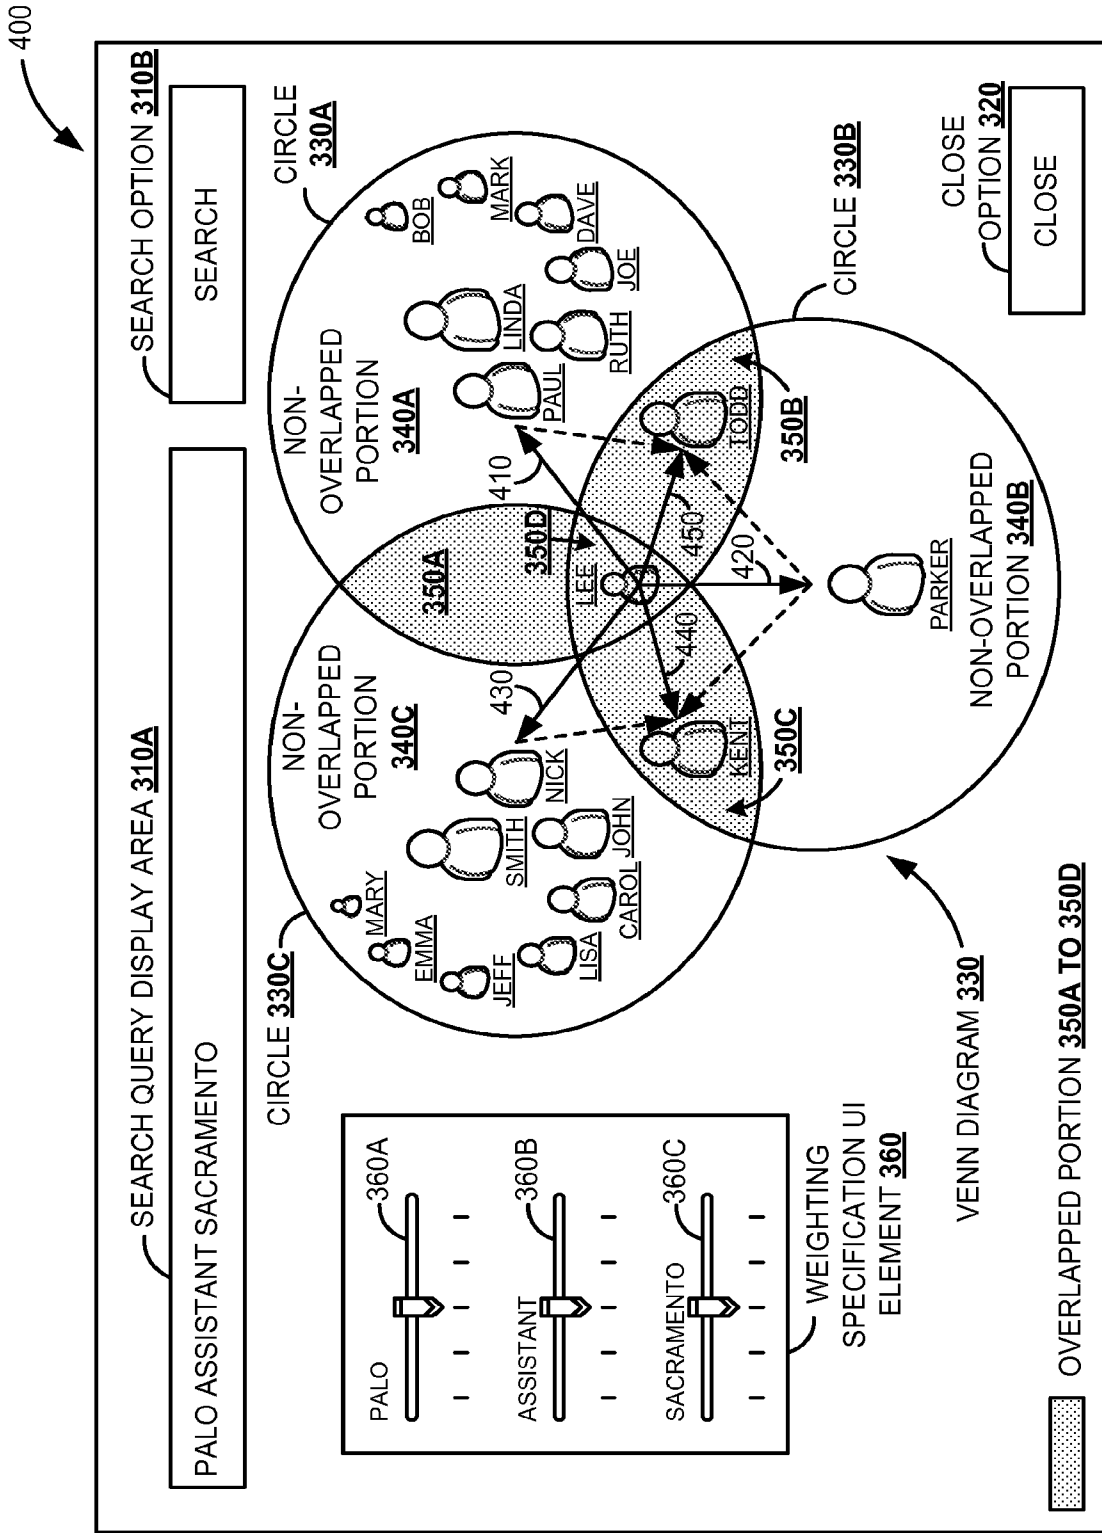 400
SEARCH QUERY DISPLAY AREA 310A
SEARCH OPTION 310B
PALO ASSISTANT SACRAMENTO
SEARCH
CIRCLE 330C
CIRCLE
330A
NON-
OVERLAPPED
PORTION
340C
NON-
OVERLAPPED
PORTION
340A
MARY
EMMA
JEFF
LISA
CAROL
JOHN
SMITH
NICK
BOB
MARK
DAVE
JOE
RUTH
LINDA
PAUL
350A
350D
430
410
LEE
440
450
420
KENT
TODD
350C
350B
PARKER
NON-OVERLAPPED
PORTION 340B
CIRCLE 330B
PALO
360A
ASSISTANT
360B
SACRAMENTO
360C
WEIGHTING
SPECIFICATION UI
ELEMENT 360
VENN DIAGRAM 330
CLOSE
OPTION 320
CLOSE
OVERLAPPED PORTION 350A TO 350D